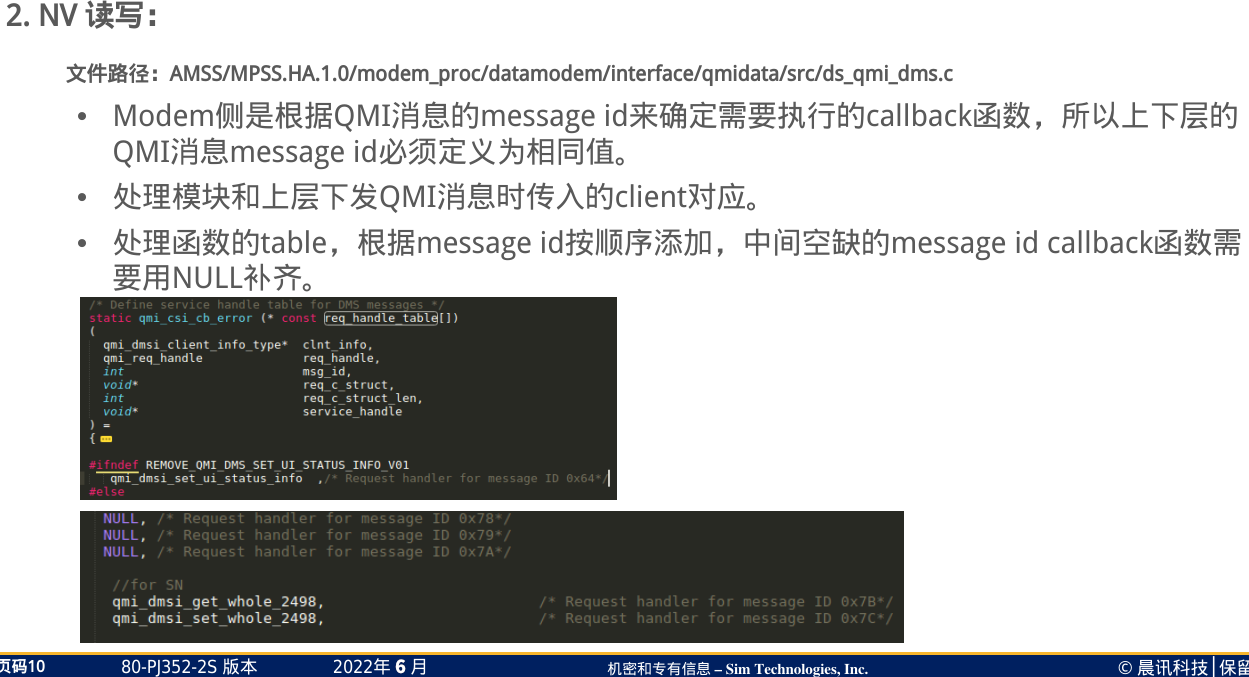 2. NV 读写：
文件路径：AMSS/MPSS.HA.1.0/modem_proc/datamodem/interface/qmidata/src/ds_qmi_dms.c
• Modem侧是根据QMI消息的message id来确定需要执行的callback函数，所以上下层的
QMI消息message id必须定义为相同值。
• 处理模块和上层下发QMI消息时传入的client对应。
• 处理函数的table，根据message id按顺序添加，中间空缺的message id callback函数需
要用NULL补齐。
/* Define service handle table for DMS messages */
static qmi_csi_cb_error (* const req_handle_table[])
(
qmi_dmsi_client_info_type* clnt_info,
qmi_req_handle req_handle,
int msg_id,
void* req_c_struct,
int req_c_struct_len,
void* service_handle
) =
{
#ifndef REMOVE_QMI_DMS_SET_UI_STATUS_INFO_V01
qmi_dmsi_set_ui_status_info ,/* Request handler for message ID 0x64*/
#else
NULL, /* Request handler for message ID 0x78*/
NULL, /* Request handler for message ID 0x79*/
NULL, /* Request handler for message ID 0x7A*/
//for SN
qmi_dmsi_get_whole_2498, /* Request handler for message ID 0x7B*/
qmi_dmsi_set_whole_2498, /* Request handler for message ID 0x7C*/
页码10 80-PJ352-2S 版本 2022年 6 月 机密和专有信息 – Sim Technologies, Inc. © 晨讯科技 | 保留